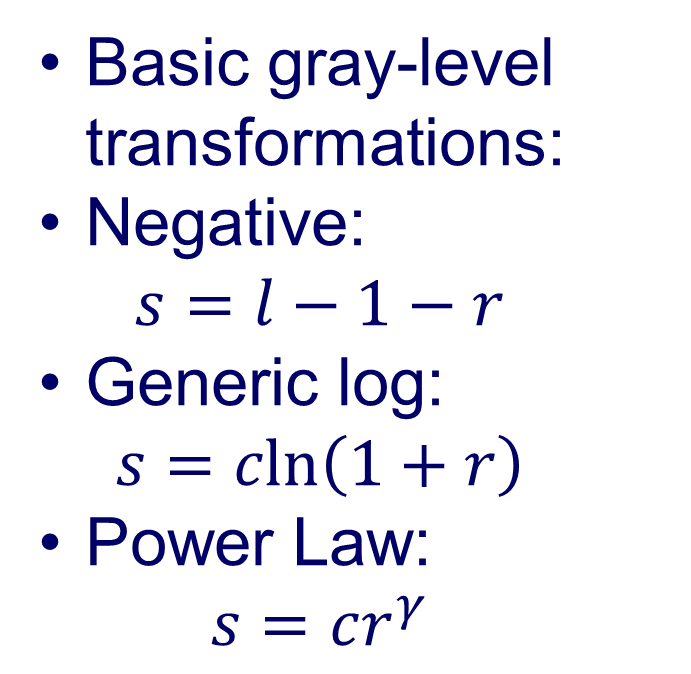 • Basic gray-level
transformations:
• Negative:
𝑠 = 𝑙 − 1 − 𝑟
• Generic log:
𝑠 = 𝑐ln(1 + 𝑟)
• Power Law:
𝑠 = 𝑐𝑟^𝛾